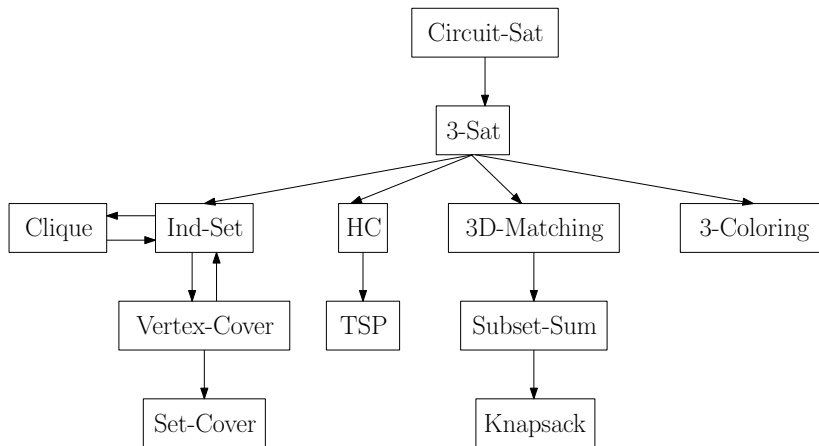 Circuit-Sat
3-Sat
Clique
Ind-Set
HC
3D-Matching
3-Coloring
Vertex-Cover
TSP
Subset-Sum
Set-Cover
Knapsack